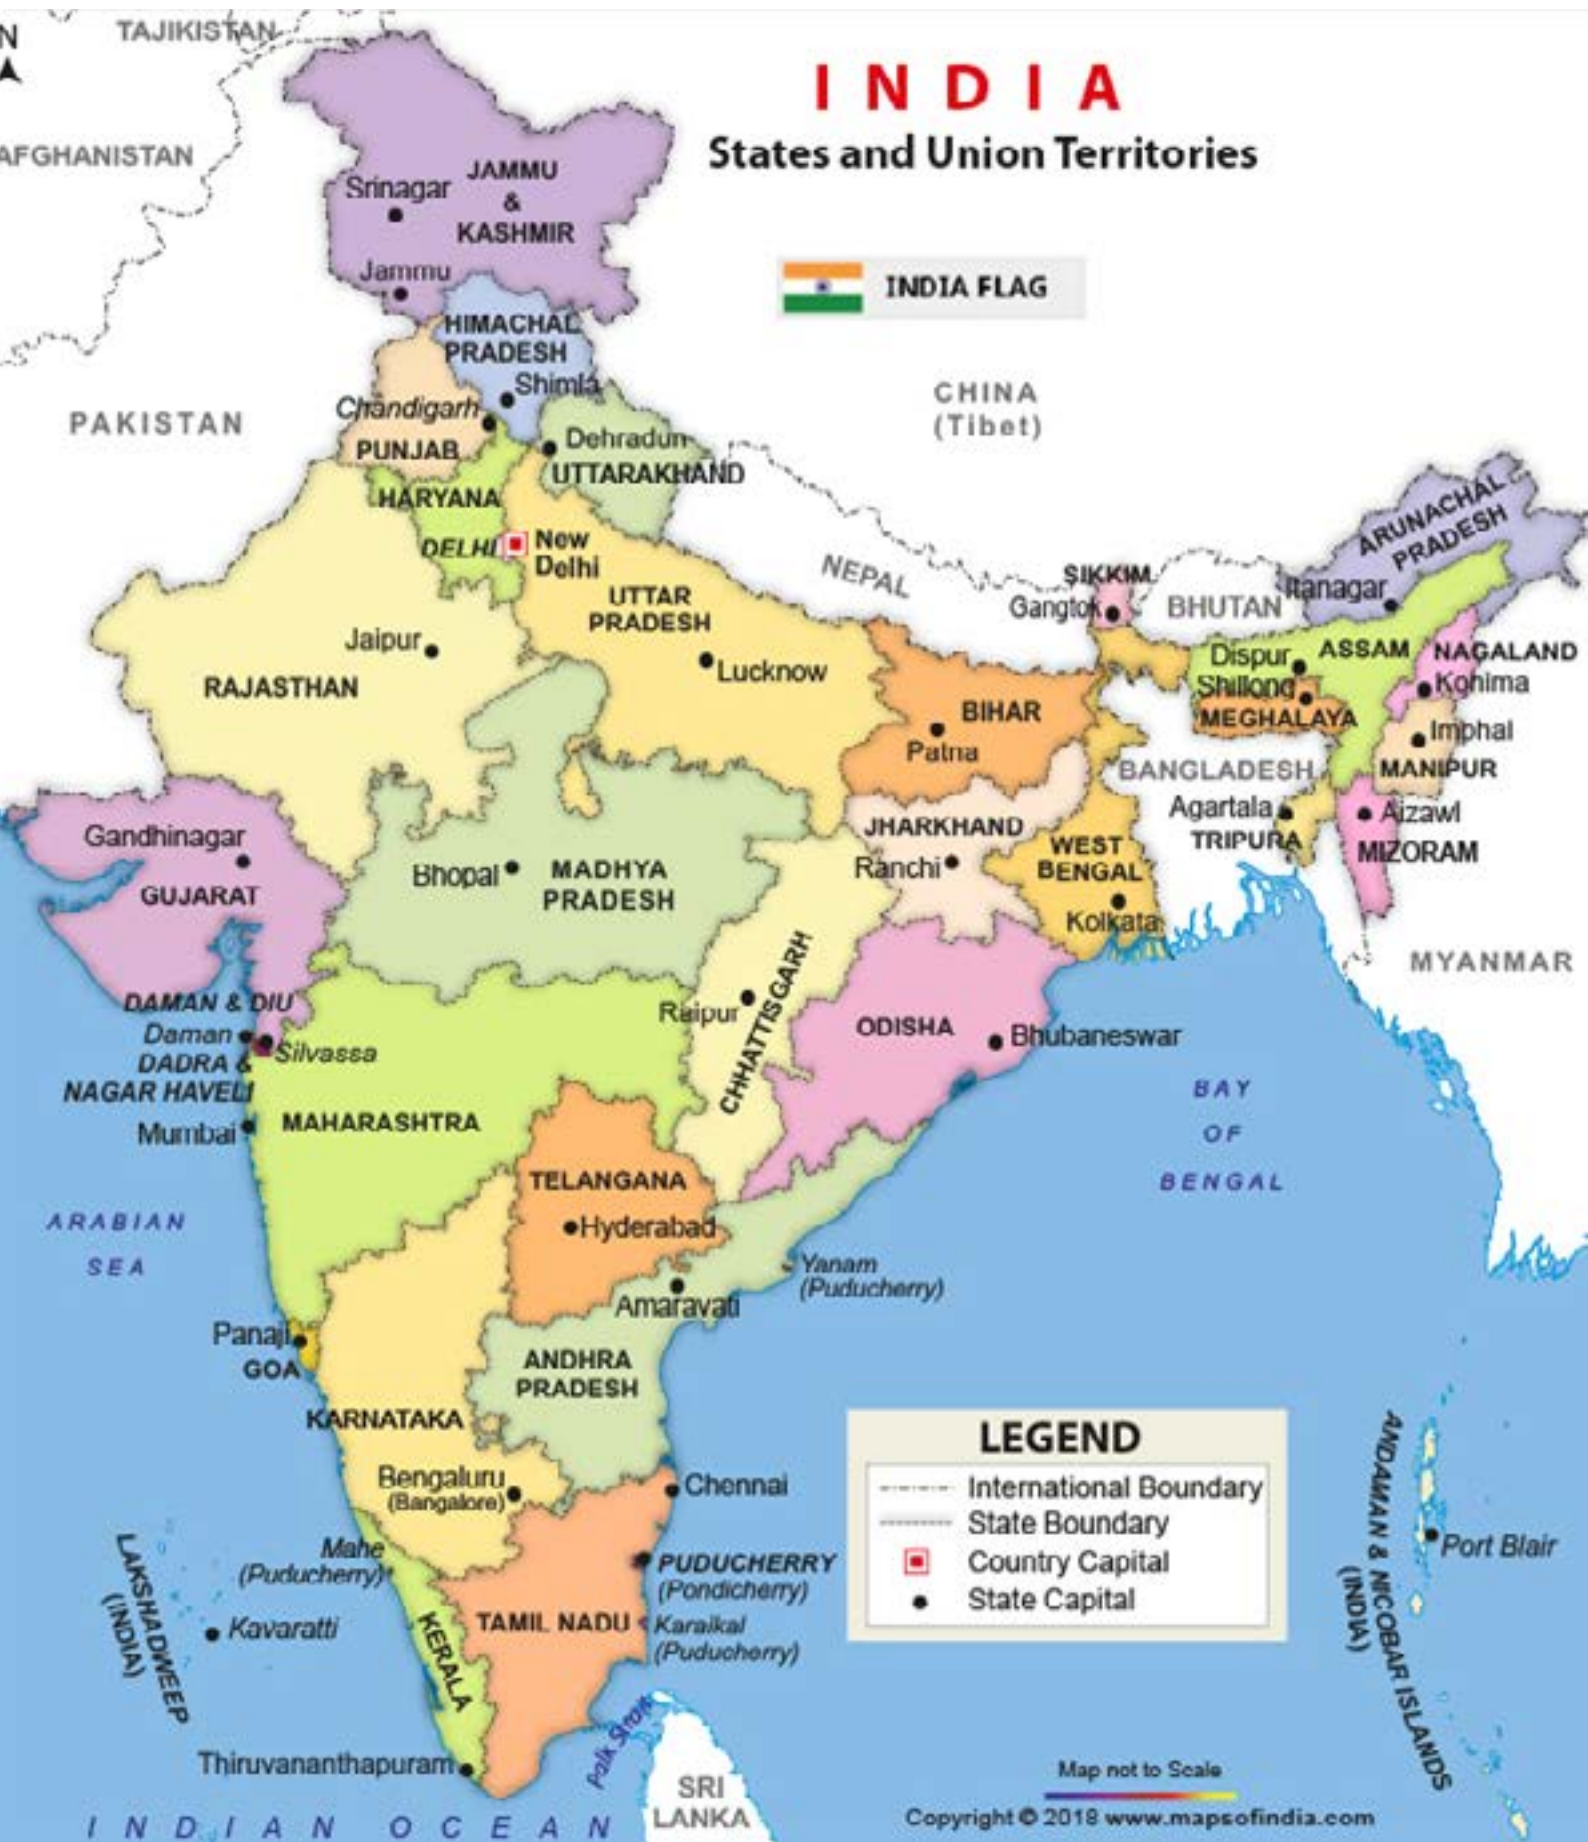 N
TAJIKISTAN
AFGHANISTAN
INDIA
States and Union Territories
INDIA FLAG
JAMMU
&
KASHMIR
Srinagar
Jammu
HIMACHAL
PRADESH
Shimla
Chandigarh
PUNJAB
PAKISTAN
CHINA
(Tibet)
Dehradun
UTTARAKHAND
HARYANA
DELHI
New
Delhi
UTTAR
PRADESH
Lucknow
NEPAL
SIKKIM
Gangtok
BHUTAN
ARUNACHAL
PRADESH
Itanagar
Dispur
ASSAM
NAGALAND
Kohima
Shillong
MEGHALAYA
Imphal
MANIPUR
BANGLADESH
Agartala
TRIPURA
Aizawl
MIZORAM
MYANMAR
Jaipur
RAJASTHAN
BIHAR
Patna
JHARKHAND
Ranchi
WEST
BENGAL
Kolkata
Gandhinagar
GUJARAT
Bhopal
MADHYA
PRADESH
CHHATTISGARH
Raipur
ODISHA
Bhubaneswar
DAMAN & DIU
Daman
Silvassa
DADRA &
NAGAR HAVELI
Mumbai
MAHARASHTRA
TELANGANA
Hyderabad
BAY
OF
BENGAL
ARABIAN
SEA
Yanam
(Puducherry)
Amaravati
ANDHRA
PRADESH
Panaji
GOA
KARNATAKA
Bengaluru
(Bangalore)
Chennai
Mahe
(Puducherry)
PUDUCHERRY
(Pondicherry)
TAMIL NADU
Karaikal
(Puducherry)
KERALA
LAKSHADWEEP
(INDIA)
Kavaratti
Thiruvananthapuram
Palk Strait
SRI
LANKA
INDIAN OCEAN
LEGEND
International Boundary
State Boundary
Country Capital
State Capital
ANDAMAN & NICOBAR ISLANDS
(INDIA)
Port Blair
Map not to Scale
Copyright © 2018 www.mapsofindia.com